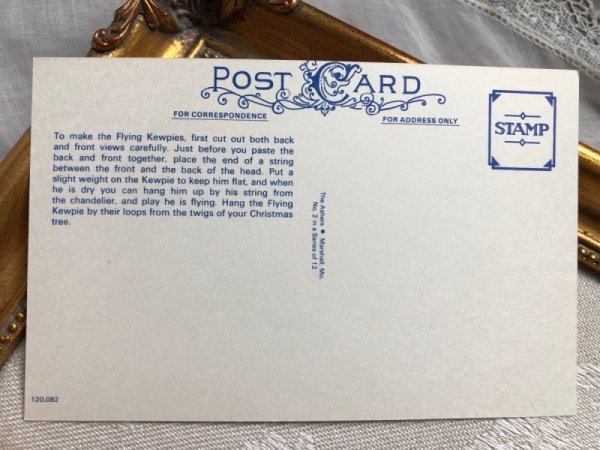 POST CARD
FOR CORRESPONDENCE
FOR ADDRESS ONLY
STAMP
To make the Flying Kewpies, first cut out both back
and front views carefully. Just before you paste the
back and front together, place the end of a string
between the front and the back of the head. Put a
slight weight on the Kewpie to keep him flat, and when
he is dry you can hang him up by his string from
the chandelier, and play he is flying. Hang the Flying
Kewpie by their loops from the twigs of your Christmas
tree.
The Ashers ● Marshall, Mo.
No. 2 in a Series of 12
120,082